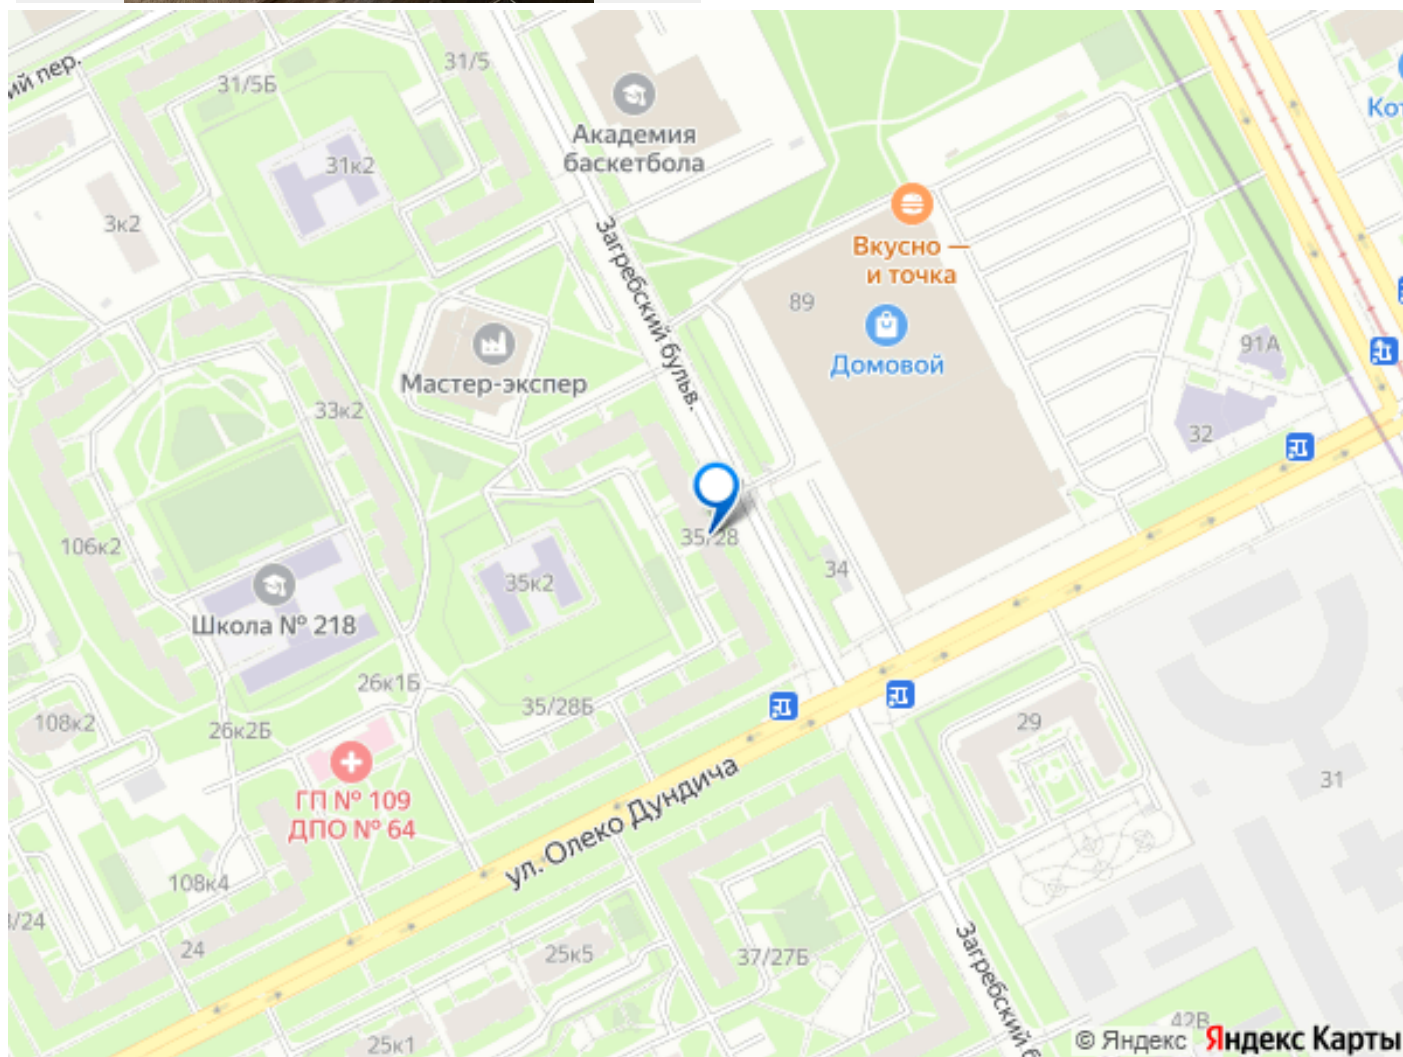 ий пер.
31/5Б
31/5
Академия
баскетбола
Кот
31к2
3к2
Загребский бульв.
Вкусно —
и точка
89
Домовой
91А
Мастер-экспер
33к2
32
106к2
35/28
35к2
34
Школа № 218
26к1Б
35/28Б
108к2
26к2Б
29
31
ГП № 109
ДПО № 64
ул. Олеко Дундича
108к4
/24
24
25к5
37/27Б
Загребский б
25к1
42В
© Яндекс Яндекс Карты